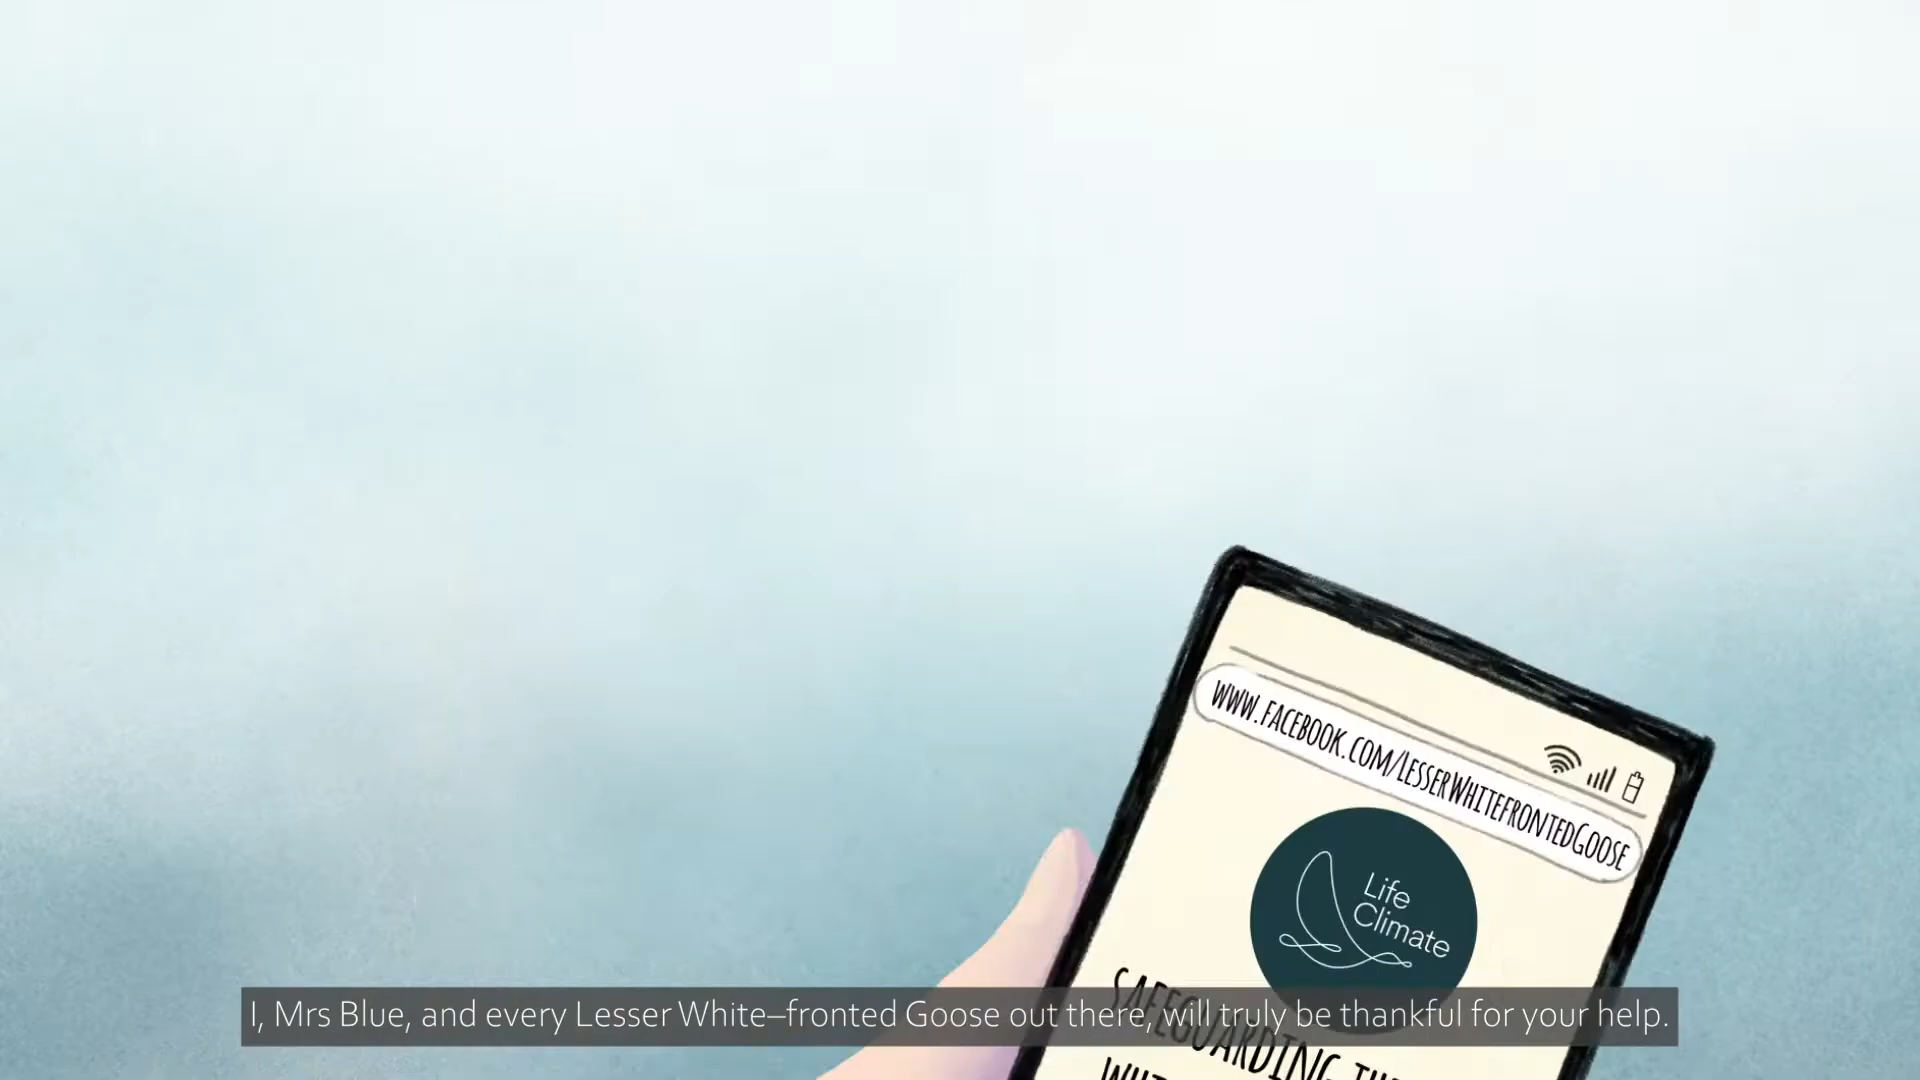 WWW.FACEBOOK.COM/LESSERWHITEFRONTEDGOOSE
Life
Climate
SAFEGUARDING
I, Mrs Blue, and every Lesser White–fronted Goose out there, will truly be thankful for your help.